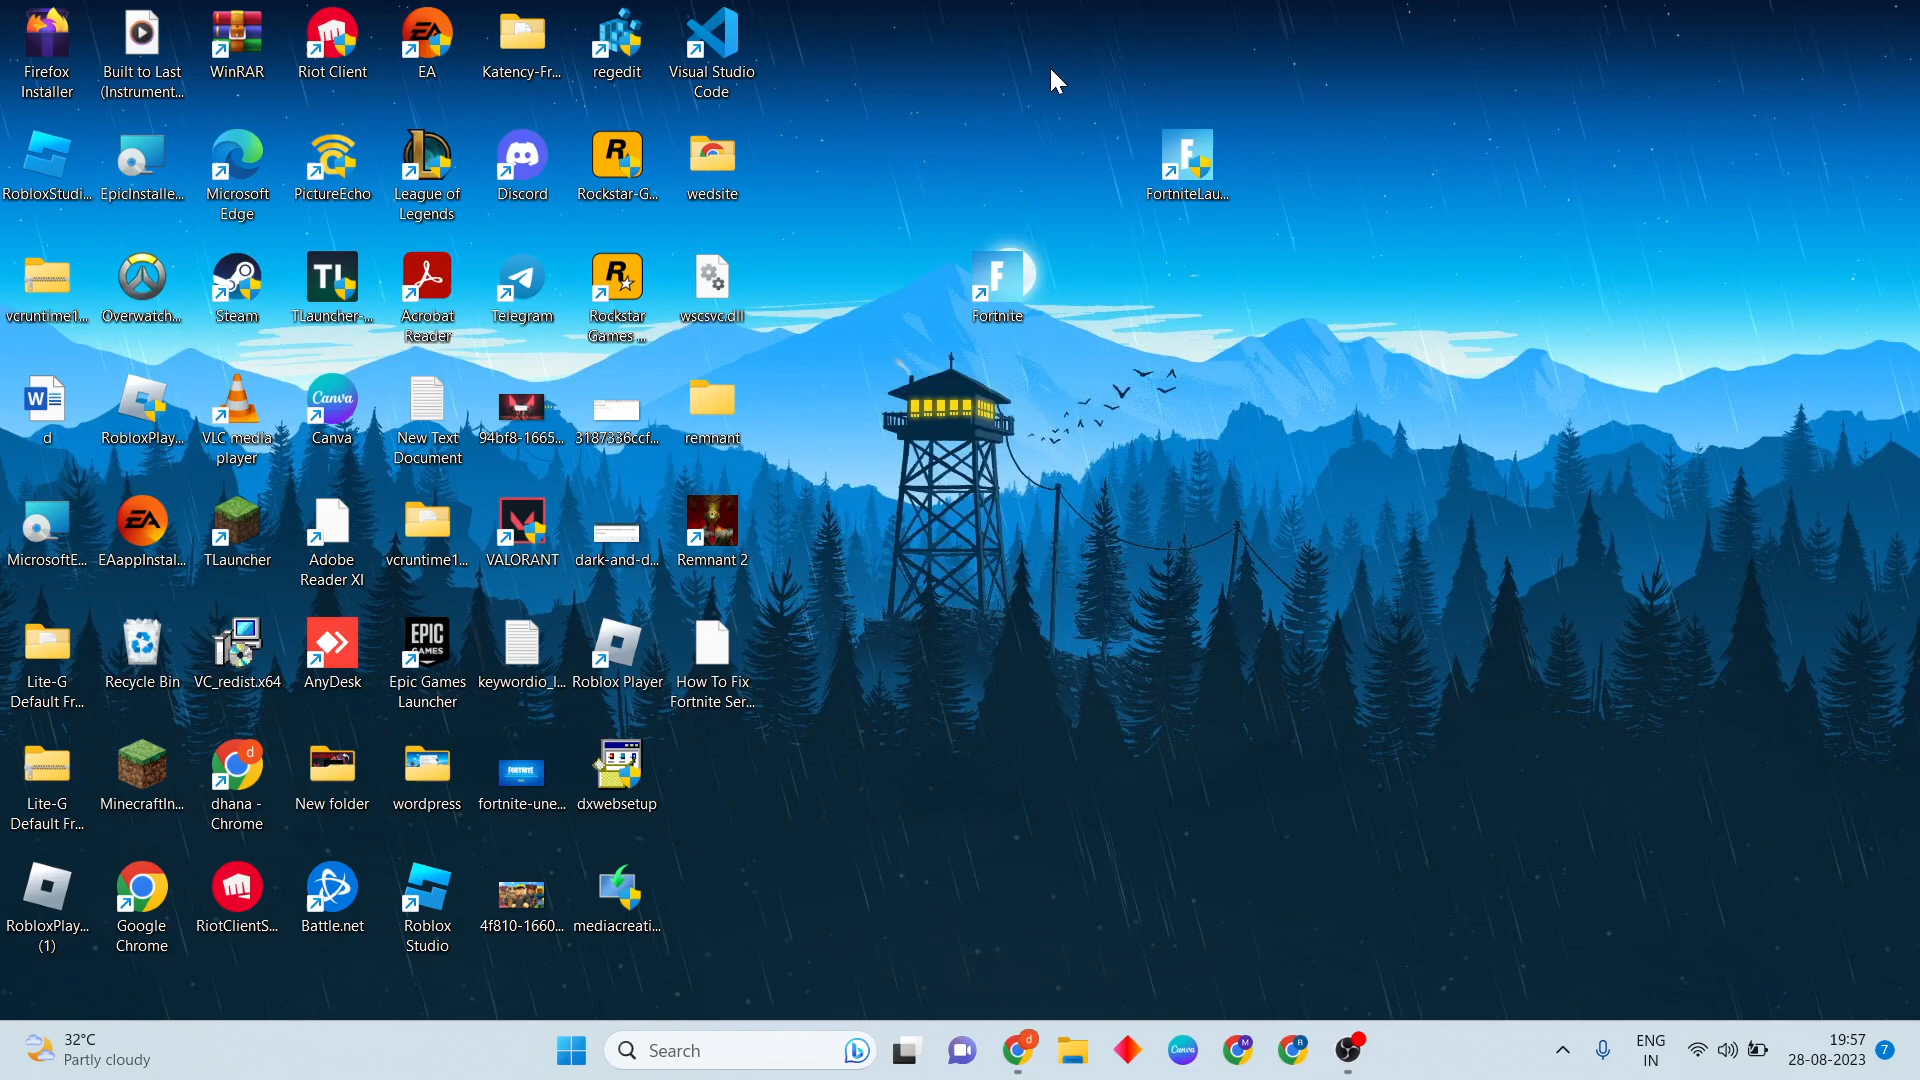 Firefox
Installer
Built to Last
(Instrument...
WinRAR
Riot Client
EA
Katency-Fr...
regedit
Visual Studio
Code
RobloxStudi...
EpicInstalle...
Microsoft
Edge
PictureEcho
League of
Legends
Discord
Rockstar-G...
wedsite
FortniteLau...
vcruntime1...
Overwatch...
Steam
TLauncher-...
Acrobat
Reader
Telegram
Rockstar
Games ...
wscsvc.dll
Fortnite
d
RobloxPlay...
VLC media
player
Canva
New Text
Document
94bf8-1665...
3187336ccf...
remnant
MicrosoftE...
EAappInstal...
TLauncher
Adobe
Reader XI
vcruntime1...
VALORANT
dark-and-d...
Remnant 2
Lite-G
Default Fr...
Recycle Bin
VC_redist.x64
AnyDesk
Epic Games
Launcher
keywordio_l...
Roblox Player
How To Fix
Fortnite Ser...
Lite-G
Default Fr...
MinecraftIn...
dhana -
Chrome
New folder
wordpress
fortnite-une...
dxwebsetup
RobloxPlay...
(1)
Google
Chrome
RiotClientS...
Battle.net
Roblox
Studio
4f810-1660...
mediacreati...
32°C
Partly cloudy
Search
ENG
IN
19:57
28-08-2023
7